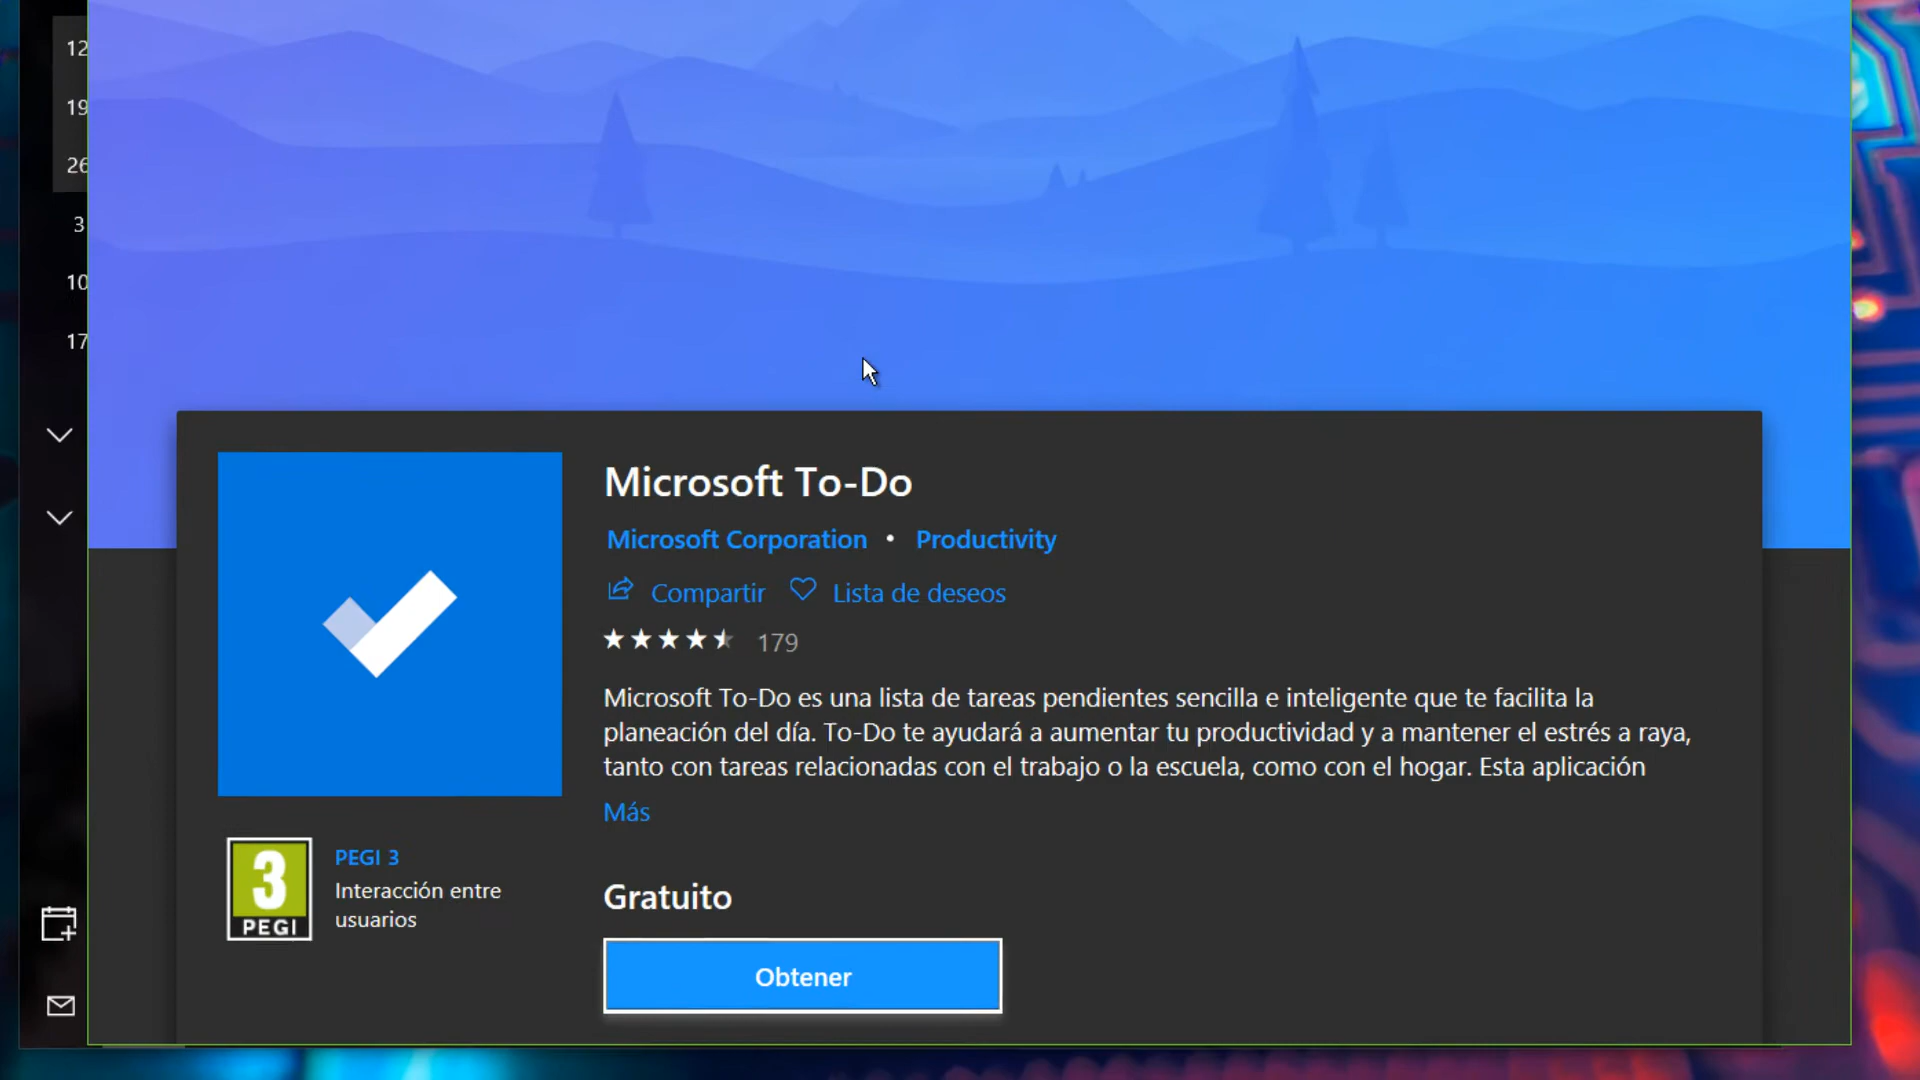 12
19
26
3
10
17
Microsoft To-Do
Microsoft Corporation • Productivity
Compartir Lista de deseos
179
Microsoft To-Do es una lista de tareas pendientes sencilla e inteligente que te facilita la
planeación del día. To-Do te ayudará a aumentar tu productividad y a mantener el estrés a raya,
tanto con tareas relacionadas con el trabajo o la escuela, como con el hogar. Esta aplicación
Más
3
PEGI
PEGI 3
Interacción entre
usuarios
Gratuito
Obtener